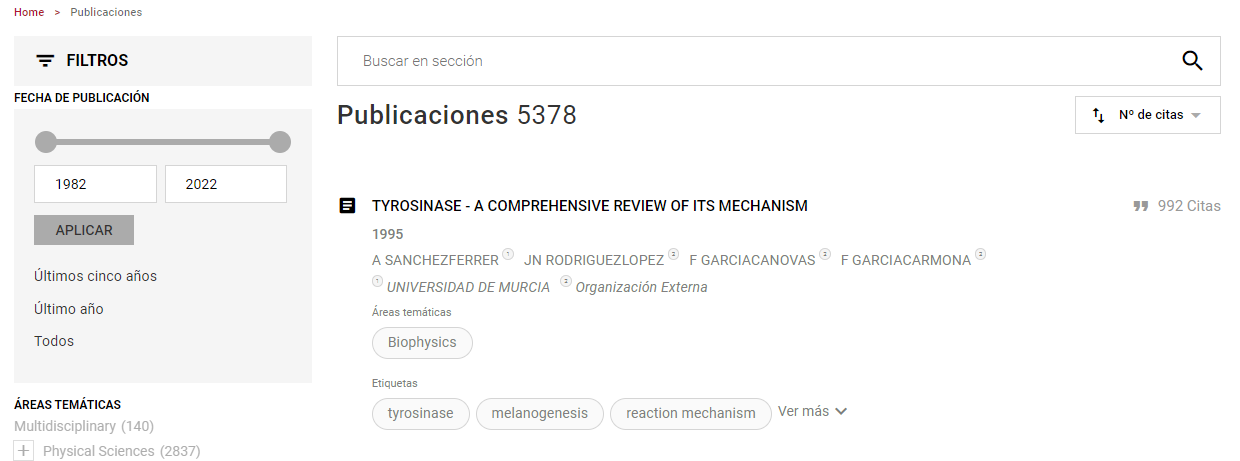 Home > Publicaciones
FILTROS
FECHA DE PUBLICACIÓN
1982 2022
APLICAR
Últimos cinco años
Último año
Todos
ÁREAS TEMÁTICAS
Multidisciplinary (140)
+ Physical Sciences (2837)
Buscar en sección
Publicaciones 5378
Nº de citas
TYROSINASE - A COMPREHENSIVE REVIEW OF ITS MECHANISM
992 Citas
1995
A SANCHEZFERRER 1 JN RODRIGUEZLOPEZ 2 F GARCIACANOVAS 2 F GARCIACARMONA 2
1 UNIVERSIDAD DE MURCIA 2 Organización Externa
Áreas temáticas
Biophysics
Etiquetas
tyrosinase melanogenesis reaction mechanism Ver más